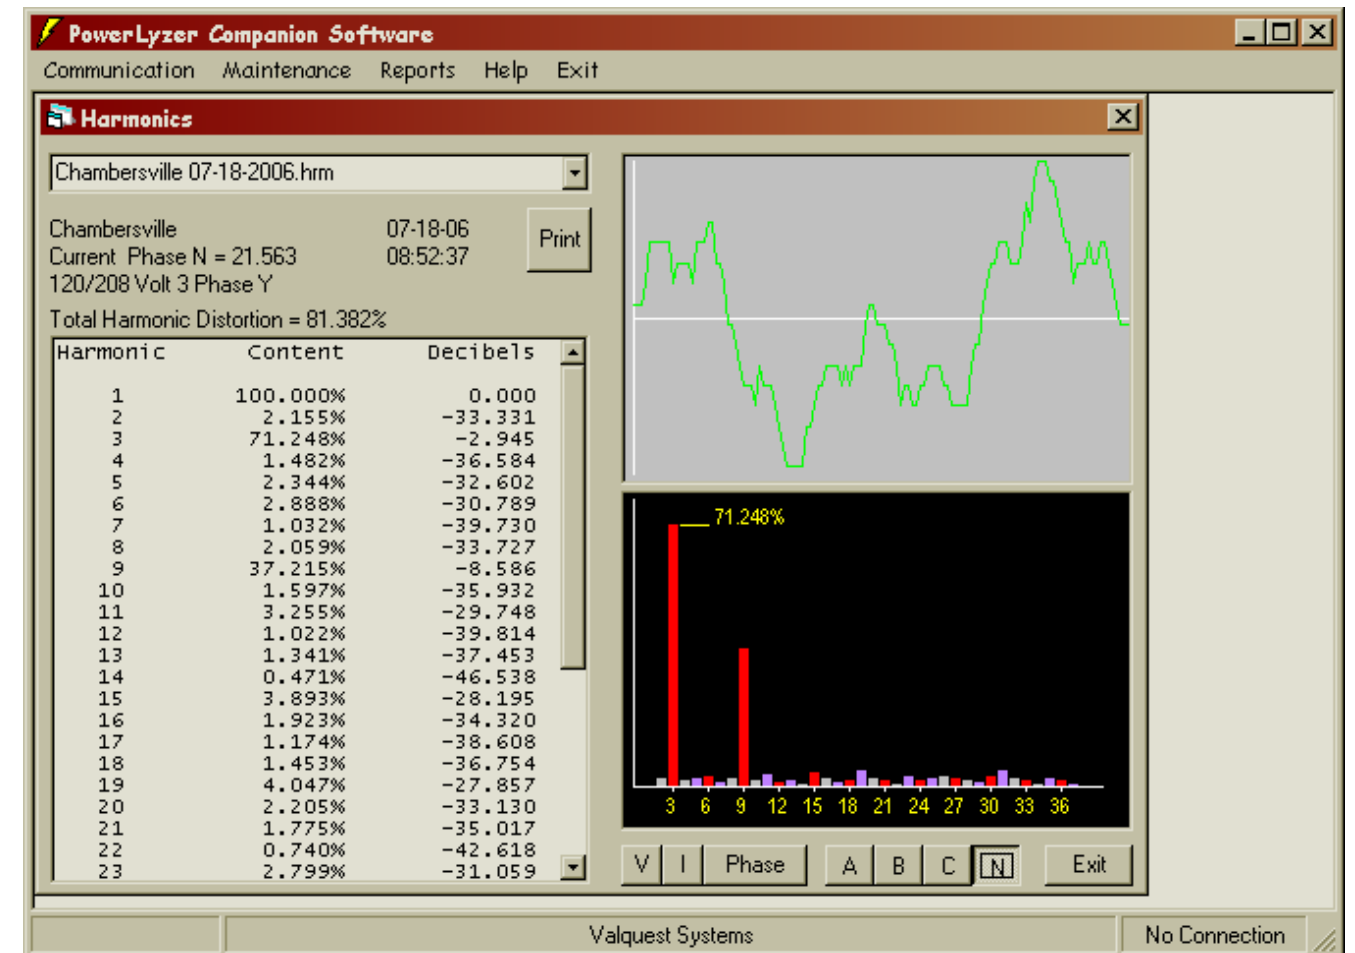 PowerLyzer Companion Software
Communication Maintenance Reports Help Exit
Harmonics
Chambersville 07-18-2006.hrm
Chambersville 07-18-06
Current Phase N = 21.563 08:52:37
Print
120/208 Volt 3 Phase Y
Total Harmonic Distortion = 81.382%
Harmonic Content Decibels
1 100.000% 0.000
2 2.155% -33.331
3 71.248% -2.945
4 1.482% -36.584
5 2.344% -32.602
6 2.888% -30.789
7 1.032% -39.730
8 2.059% -33.727
9 37.215% -8.586
10 1.597% -35.932
11 3.255% -29.748
12 1.022% -39.814
13 1.341% -37.453
14 0.471% -46.538
15 3.893% -28.195
16 1.923% -34.320
17 1.174% -38.608
18 1.453% -36.754
19 4.047% -27.857
20 2.205% -33.130
21 1.775% -35.017
22 0.740% -42.618
23 2.799% -31.059
71.248%
3 6 9 12 15 18 21 24 27 30 33 36
V I Phase A B C N Exit
Valquest Systems No Connection